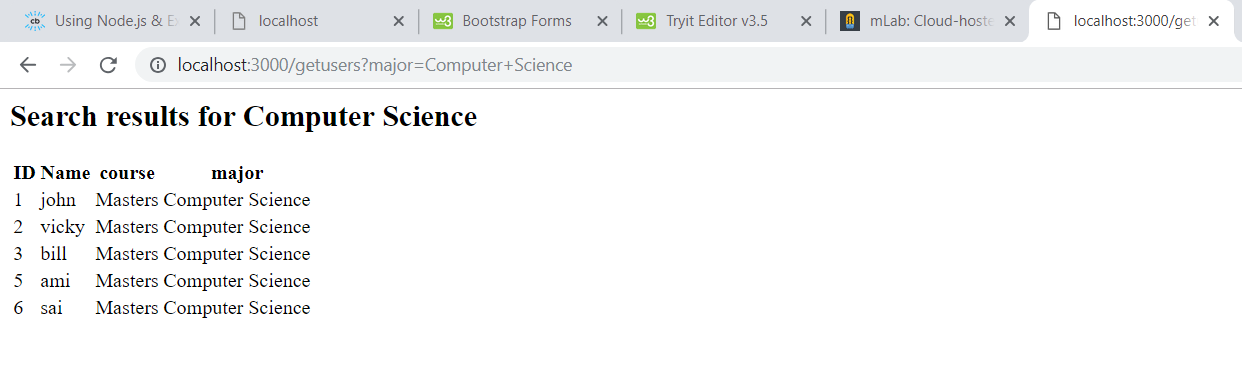 Using Node.js & E
localhost
Bootstrap Forms
Tryit Editor v3.5
mLab: Cloud-hoste
localhost:3000/get
localhost:3000/getusers?major=Computer+Science
Search results for Computer Science
ID Name course major
1 john Masters Computer Science
2 vicky Masters Computer Science
3 bill Masters Computer Science
5 ami Masters Computer Science
6 sai Masters Computer Science